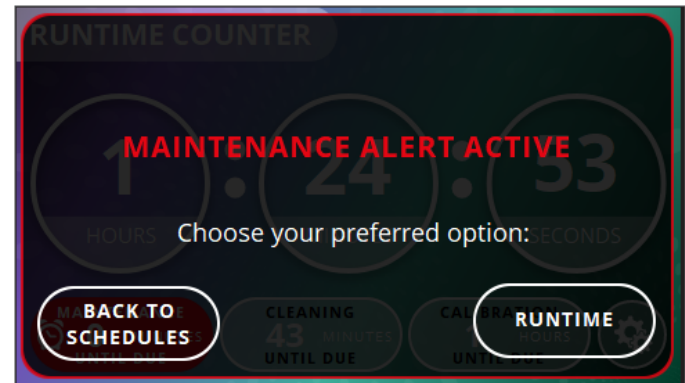 RUNTIME COUNTER
1 : 24 : 53
MAINTENANCE ALERT ACTIVE
HOURS
SECONDS
Choose your preferred option:
BACK TO
SCHEDULES
CLEANING
43 MINUTES
UNTIL DUE
CALIBRATION
HOURS
UNTIL DUE
RUNTIME
UNTIL DUE